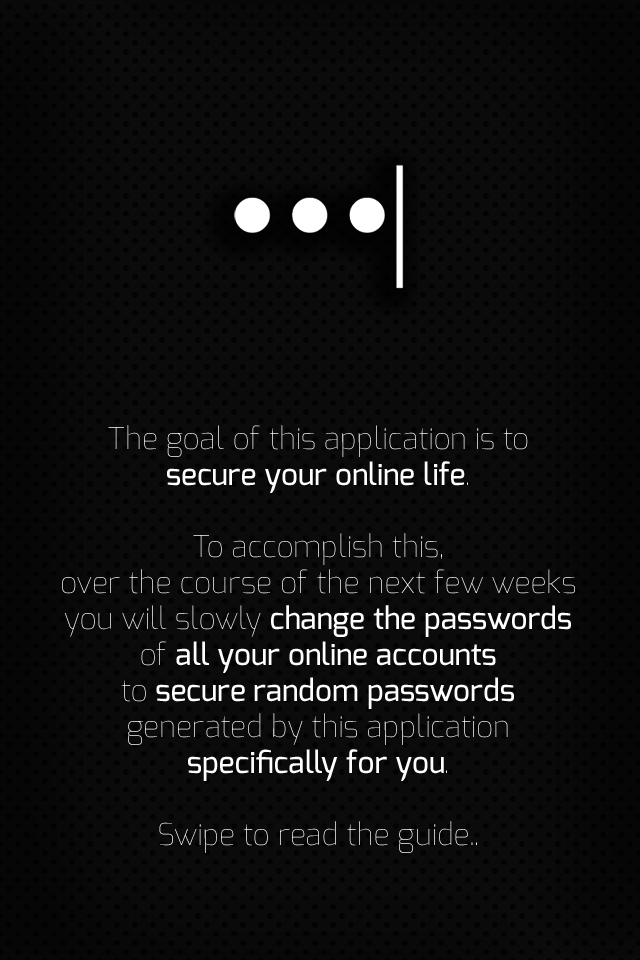 The goal of this application is to
secure your online life.
To accomplish this,
over the course of the next few weeks
you will slowly change the passwords
of all your online accounts
to secure random passwords
generated by this application
specifically for you.
Swipe to read the guide..